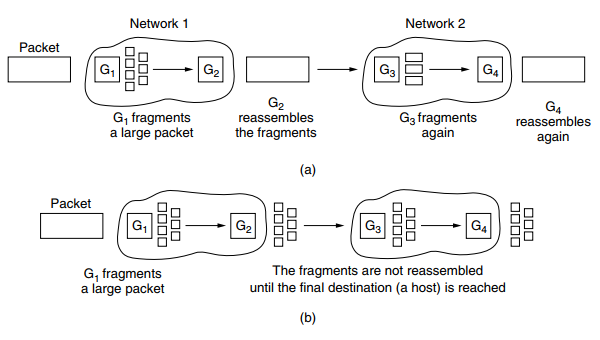 Network 1
Network 2
Packet
G1
G2
G3
G4
G1 fragments
a large packet
G2
reassembles
the fragments
G3 fragments
again
G4
reassembles
again
(a)
Packet
G1
G2
G3
G4
G1 fragments
a large packet
The fragments are not reassembled
until the final destination (a host) is reached
(b)